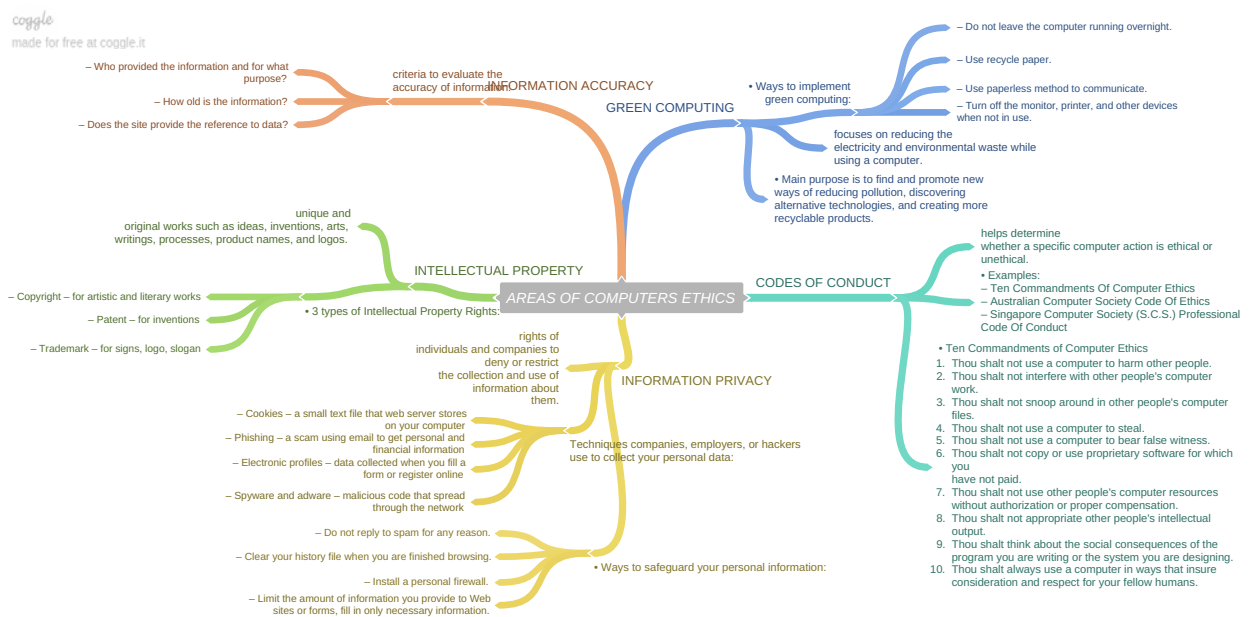 coggle
made for free at coggle.it
AREAS OF COMPUTERS ETHICS
INFORMATION ACCURACY
criteria to evaluate the
accuracy of information:
– Who provided the information and for what
purpose?
– How old is the information?
– Does the site provide the reference to data?
GREEN COMPUTING
• Ways to implement
green computing:
– Do not leave the computer running overnight.
– Use recycle paper.
– Use paperless method to communicate.
– Turn off the monitor, printer, and other devices
when not in use.
focuses on reducing the
electricity and environmental waste while
using a computer.
• Main purpose is to find and promote new
ways of reducing pollution, discovering
alternative technologies, and creating more
recyclable products.
INTELLECTUAL PROPERTY
unique and
original works such as ideas, inventions, arts,
writings, processes, product names, and logos.
• 3 types of Intellectual Property Rights:
– Copyright – for artistic and literary works
– Patent – for inventions
– Trademark – for signs, logo, slogan
CODES OF CONDUCT
helps determine
whether a specific computer action is ethical or
unethical.
• Examples:
– Ten Commandments Of Computer Ethics
– Australian Computer Society Code Of Ethics
– Singapore Computer Society (S.C.S.) Professional
Code Of Conduct
• Ten Commandments of Computer Ethics
1. Thou shalt not use a computer to harm other people.
2. Thou shalt not interfere with other people's computer
work.
3. Thou shalt not snoop around in other people's computer
files.
4. Thou shalt not use a computer to steal.
5. Thou shalt not use a computer to bear false witness.
6. Thou shalt not copy or use proprietary software for which
you
have not paid.
7. Thou shalt not use other people's computer resources
without authorization or proper compensation.
8. Thou shalt not appropriate other people's intellectual
output.
9. Thou shalt think about the social consequences of the
program you are writing or the system you are designing.
10. Thou shalt always use a computer in ways that insure
consideration and respect for your fellow humans.
INFORMATION PRIVACY
rights of
individuals and companies to
deny or restrict
the collection and use of
information about
them.
Techniques companies, employers, or hackers
use to collect your personal data:
– Cookies – a small text file that web server stores
on your computer
– Phishing – a scam using email to get personal and
financial information
– Electronic profiles – data collected when you fill a
form or register online
– Spyware and adware – malicious code that spread
through the network
• Ways to safeguard your personal information:
– Do not reply to spam for any reason.
– Clear your history file when you are finished browsing.
– Install a personal firewall.
– Limit the amount of information you provide to Web
sites or forms, fill in only necessary information.